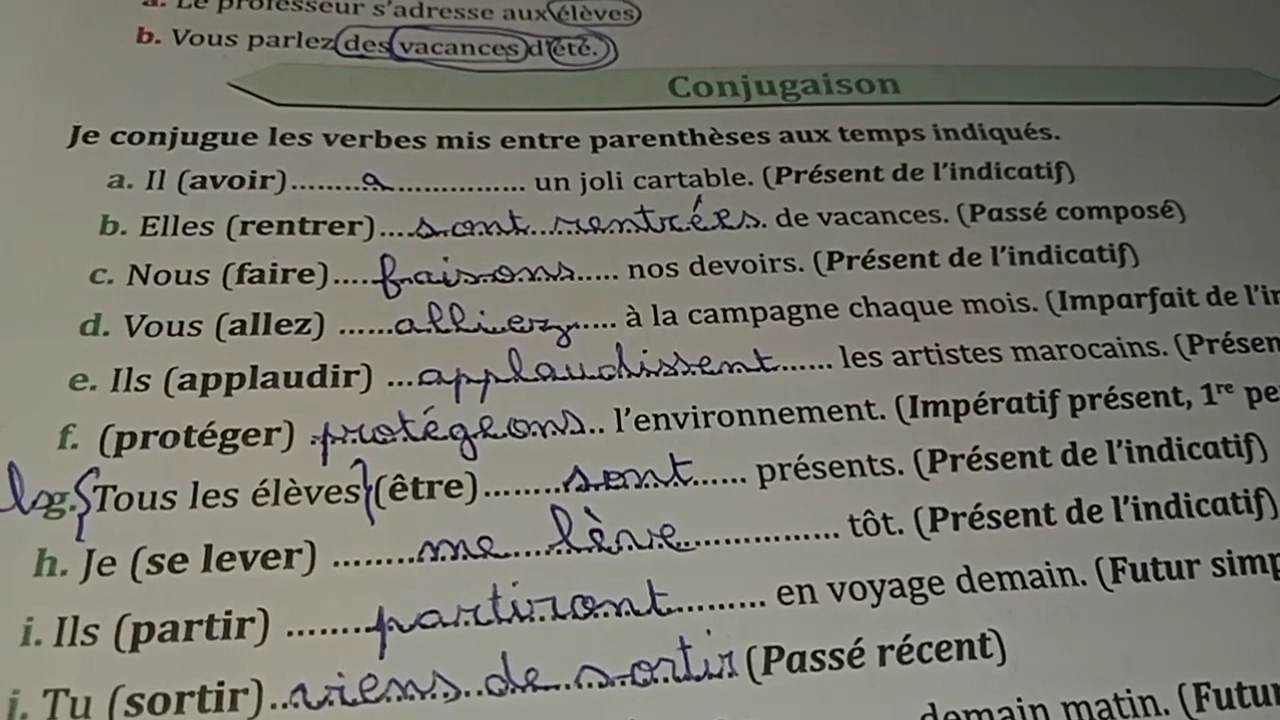 a. Le professeur s'adresse aux élèves
b. Vous parlez des vacances d'été.
Conjugaison
Je conjugue les verbes mis entre parenthèses aux temps indiqués.
a. Il (avoir)........a................ un joli cartable. (Présent de l'indicatif)
b. Elles (rentrer)....sont rentrées. de vacances. (Passé composé)
c. Nous (faire)....faisons..... nos devoirs. (Présent de l'indicatif)
d. Vous (allez) ......alliez..... à la campagne chaque mois. (Imparfait de
e. Ils (applaudir) ...applaudissent...... les artistes marocains. (Présen
f. (protéger) .protégeons.. l'environnement. (Impératif présent, 1re pe
g. Tous les élèves (être)........sont...... présents. (Présent de l'indicatif)
h. Je (se lever) ........me lève............... tôt. (Présent de l'indicatif)
i. Ils (partir) ........partiront......... en voyage demain. (Futur simp
j. Tu (sortir)...viens de sortir (Passé récent)
demain matin. (Futur